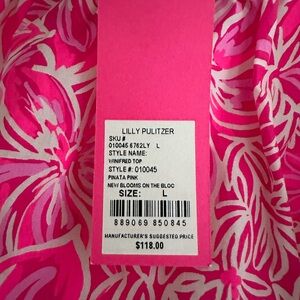 LILLY PULITZER
SKU #
010045 6762LY L
STYLE NAME:
WINIFRED TOP
STYLE #: 010045
PINATA PINK
NEW BLOOMS ON THE BLOC
SIZE: L
889069 850845
MANUFACTURER'S SUGGESTED PRICE
$118.00